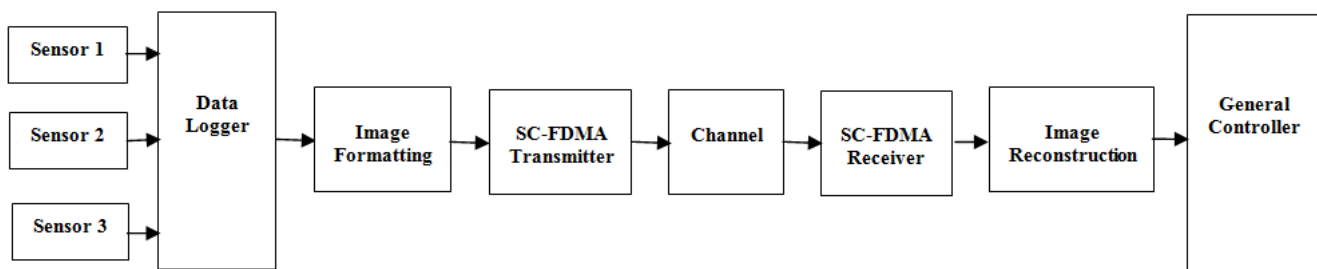 Sensor 1
Sensor 2
Sensor 3
Data
Logger
Image
Formatting
SC-FDMA
Transmitter
Channel
SC-FDMA
Receiver
Image
Reconstruction
General
Controller